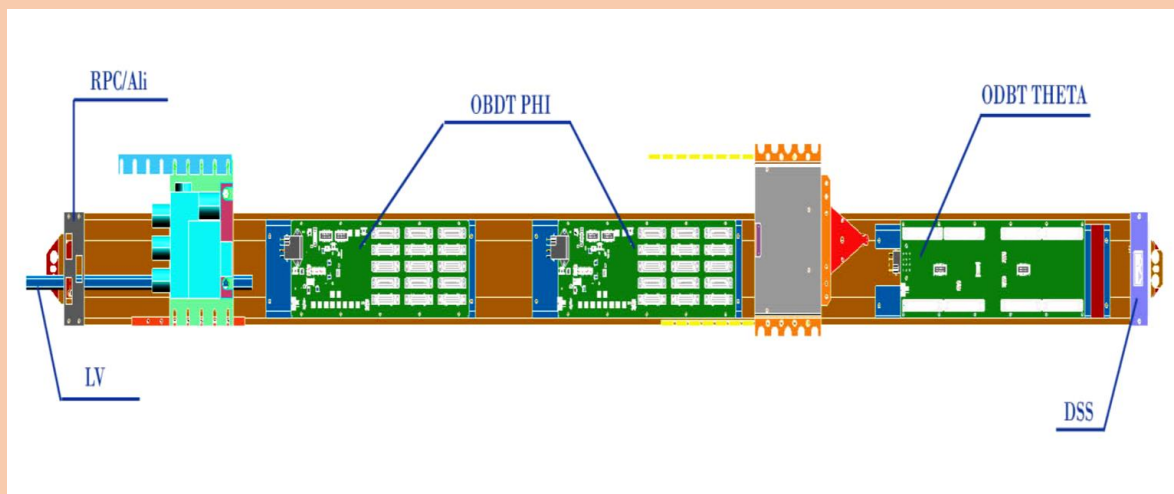 RPC/Ali
OBDT PHI
ODBT THETA
LV
DSS